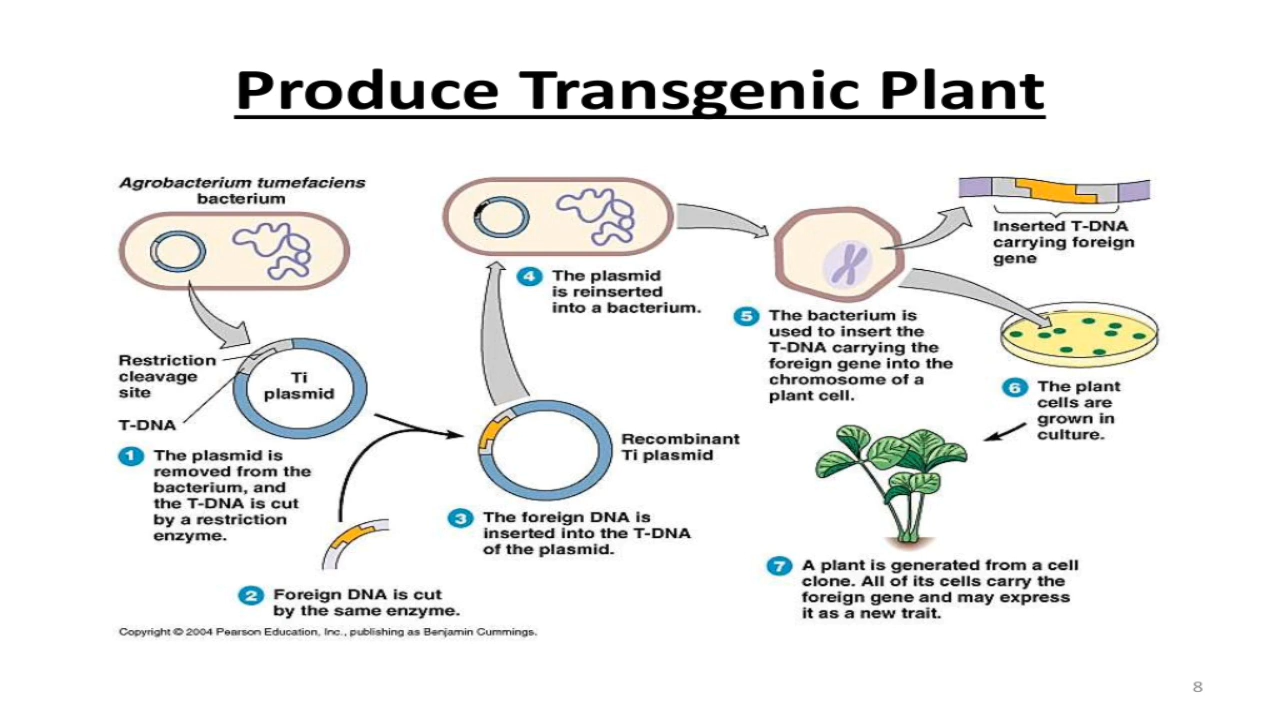 Produce Transgenic Plant
Agrobacterium tumefaciens
bacterium
Restriction
cleavage
site
T-DNA
Ti
plasmid
1 The plasmid is
removed from the
bacterium, and
the T-DNA is cut
by a restriction
enzyme.
2 Foreign DNA is cut
by the same enzyme.
Recombinant
Ti plasmid
3 The foreign DNA is
inserted into the T-DNA
of the plasmid.
4 The plasmid
is reinserted
into a bacterium.
5 The bacterium is
used to insert the
T-DNA carrying the
foreign gene into the
chromosome of a
plant cell.
Inserted T-DNA
carrying foreign
gene
6 The plant
cells are
grown in
culture.
7 A plant is generated from a cell
clone. All of its cells carry the
foreign gene and may express
it as a new trait.
Copyright © 2004 Pearson Education, Inc., publishing as Benjamin Cummings.
8